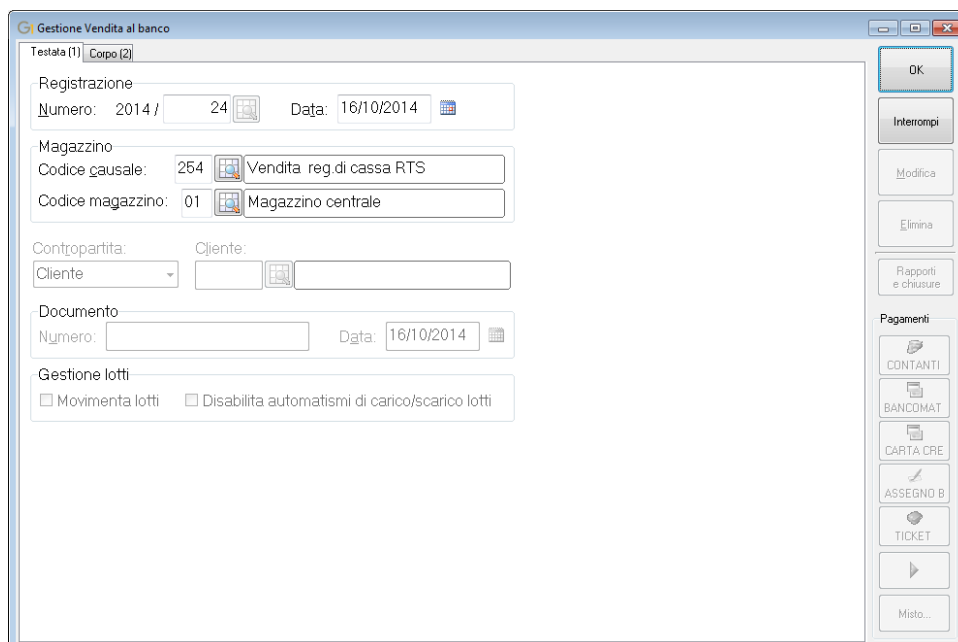 Gestione Vendita al banco
Testata (1) Corpo (2)
Registrazione
Numero: 2014 / 24 Data: 16/10/2014
Magazzino
Codice causale: 254 Vendita reg.di cassa RTS
Codice magazzino: 01 Magazzino centrale
Contropartita: Cliente:
Cliente
Documento
Numero: Data: 16/10/2014
Gestione lotti
Movimenta lotti Disabilita automatismi di carico/scarico lotti
OK
Interrompi
Modifica
Elimina
Rapporti
e chiusure
Pagamenti
CONTANTI
BANCOMAT
CARTA CRE
ASSEGNO B
TICKET
Misto...